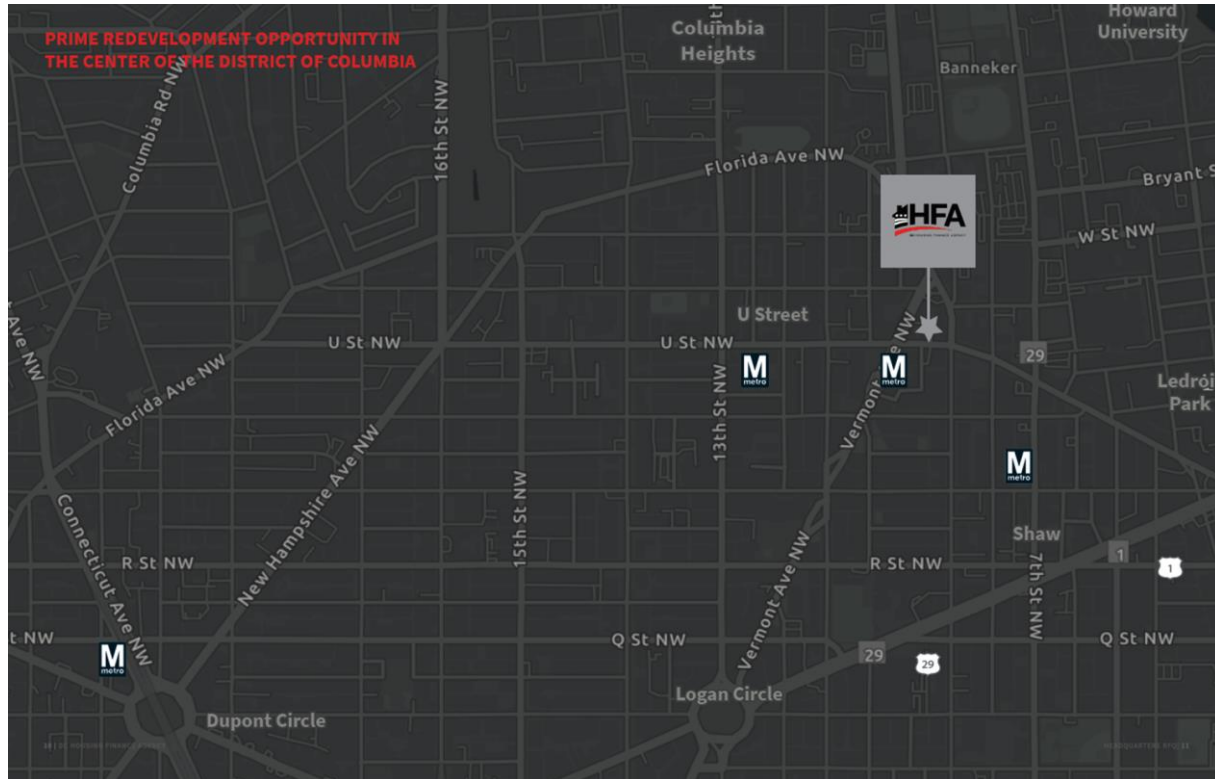 PRIME REDEVELOPMENT OPPORTUNITY IN
THE CENTER OF THE DISTRICT OF COLUMBIA
Columbia
Heights
Howard
University
Banneker
Columbia Rd NW
16th St NW
Florida Ave NW
Bryant S
HFA
W St NW
U Street
U St NW
U St NW
Ave NW
Vermont Ave NW
29
M
metro
M
metro
Florida Ave NW
13th St NW
Ledroi
Park
New Hampshire Ave NW
15th St NW
M
metro
Connecticut Ave NW
Shaw
R St NW
R St NW
1
1
Vermont Ave NW
7th St NW
t NW
Q St NW
Q St NW
M
metro
29
29
Logan Circle
Dupont Circle